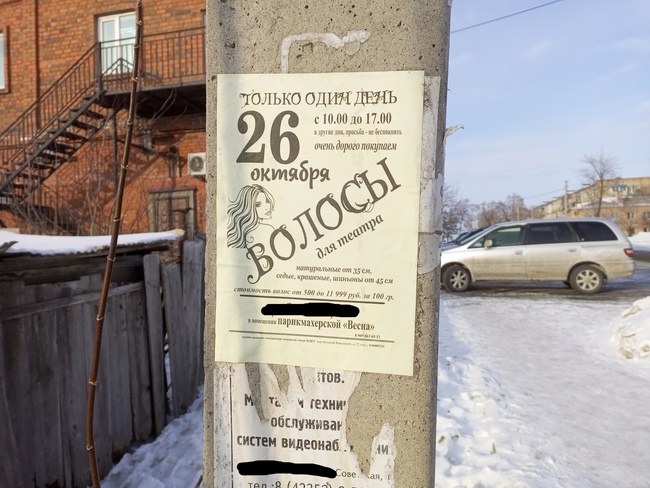 ТОЛЬКО ОДИН ДЕНЬ
26
октября
с 10.00 до 17.00
в другие дни, просьба - не беспокоить
очень дорого покупаем
ВОЛОСЫ
для театра
натуральные от 35 см,
седые, крашеные, шиньоны от 45 см
стоимость волос от 500 до 11 999 руб. за 100 гр.
в помещении парикмахерской «Весна»
тов.
техни
обслуживан
систем видеонаб